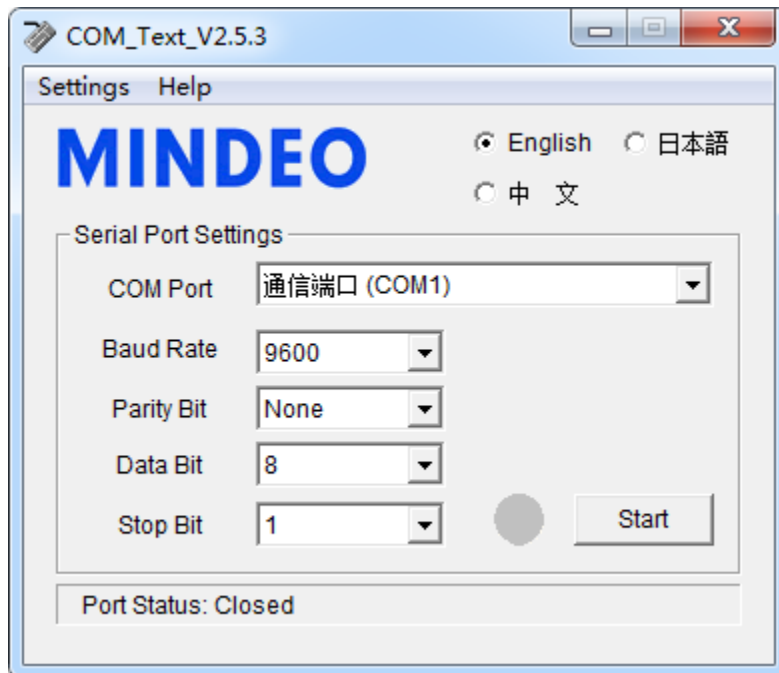 COM_Text_V2.5.3
Settings Help
MINDEO
English 日本語
中 文
Serial Port Settings
COM Port 通信端口 (COM1)
Baud Rate 9600
Parity Bit None
Data Bit 8
Stop Bit 1
Start
Port Status: Closed